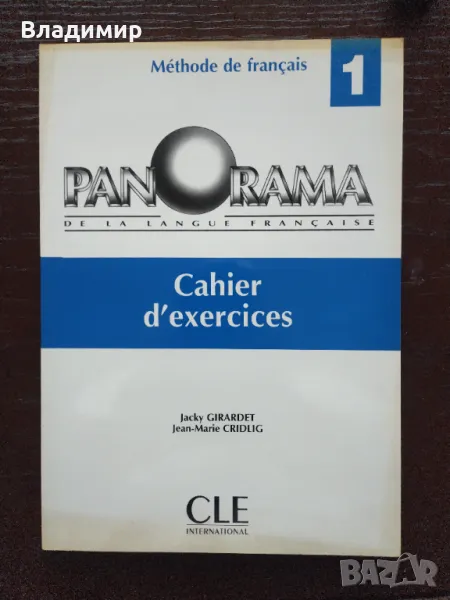 Владимир
Méthode de français
1
PANORAMA
DE LA LANGUE FRANÇAISE
Cahier
d'exercices
Jacky GIRARDET
Jean-Marie CRIDLIG
CLE
INTERNATIONAL
BAZAR